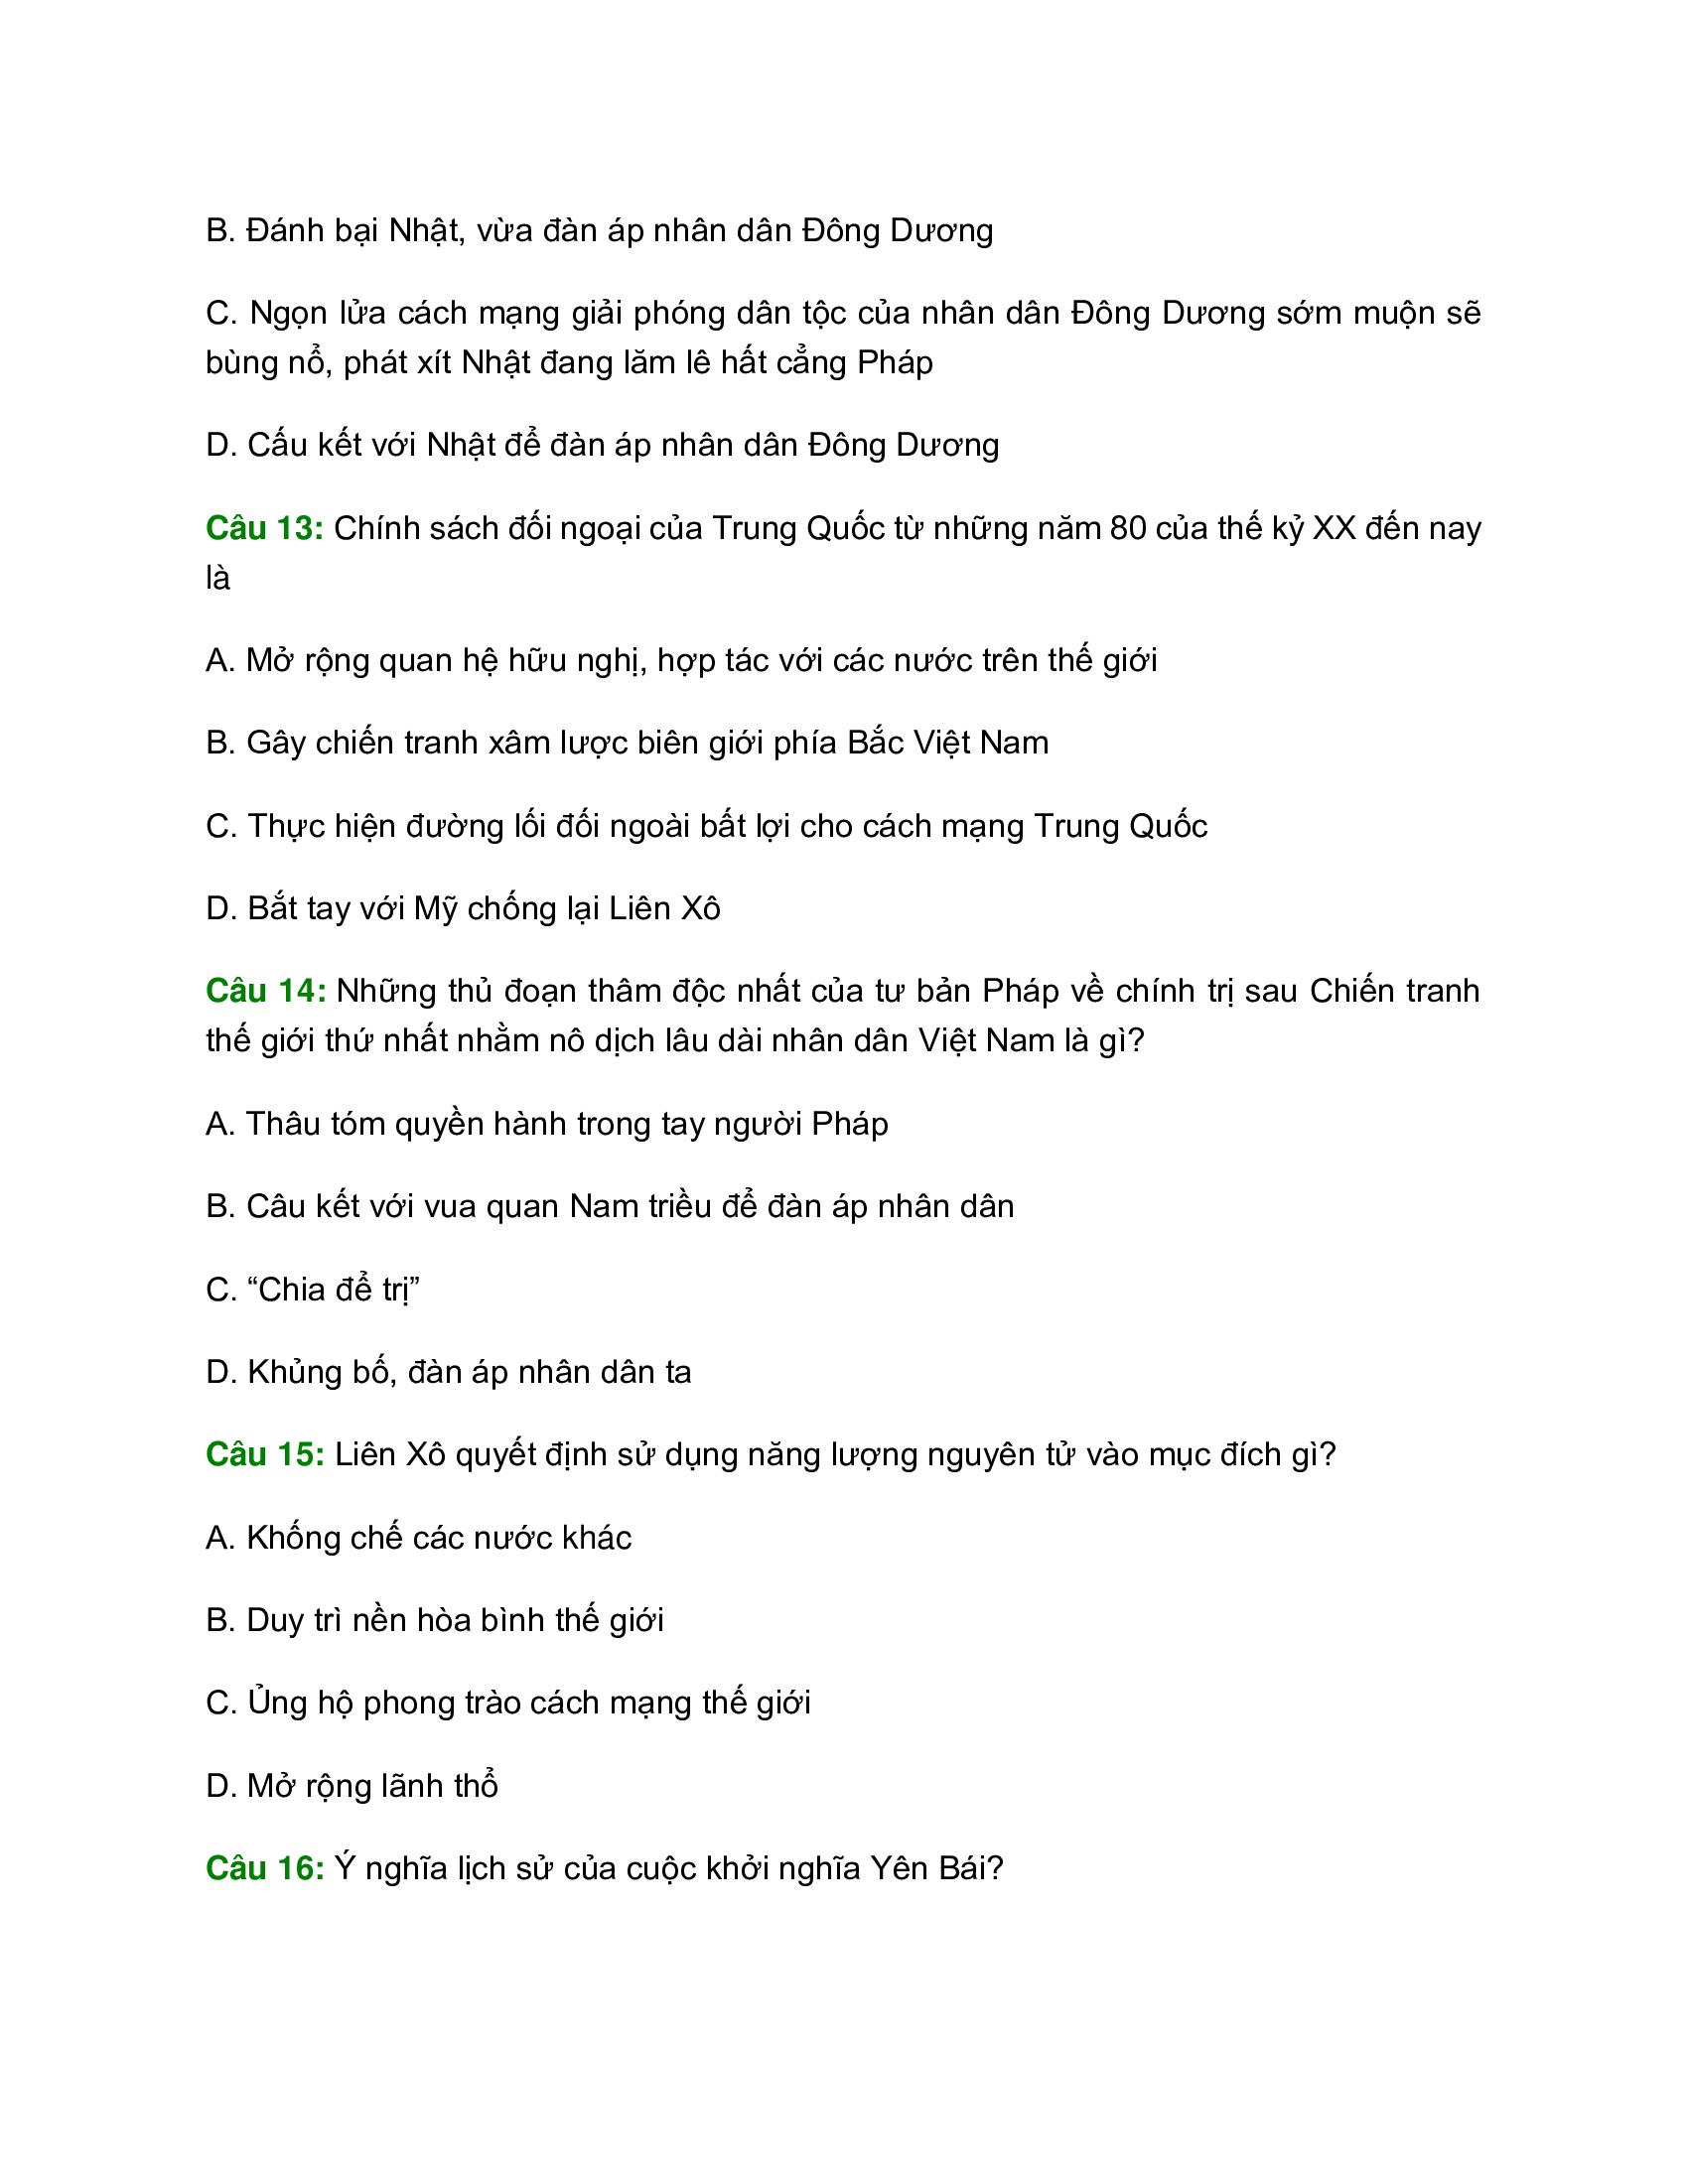 B. Đánh bại Nhật, vừa đàn áp nhân dân Đông Dương
C. Ngọn lửa cách mạng giải phóng dân tộc của nhân dân Đông Dương sớm muộn sẽ
bùng nổ, phát xít Nhật đang lăm lê hất cẳng Pháp
D. Cấu kết với Nhật để đàn áp nhân dân Đông Dương
Câu 13: Chính sách đối ngoại của Trung Quốc từ những năm 80 của thế kỷ XX đến nay
là
A. Mở rộng quan hệ hữu nghị, hợp tác với các nước trên thế giới
B. Gây chiến tranh xâm lược biên giới phía Bắc Việt Nam
C. Thực hiện đường lối đối ngoài bất lợi cho cách mạng Trung Quốc
D. Bắt tay với Mỹ chống lại Liên Xô
Câu 14: Những thủ đoạn thâm độc nhất của tư bản Pháp về chính trị sau Chiến tranh
thế giới thứ nhất nhằm nô dịch lâu dài nhân dân Việt Nam là gì?
A. Thâu tóm quyền hành trong tay người Pháp
B. Câu kết với vua quan Nam triều để đàn áp nhân dân
C. “Chia để trị”
D. Khủng bố, đàn áp nhân dân ta
Câu 15: Liên Xô quyết định sử dụng năng lượng nguyên tử vào mục đích gì?
A. Khống chế các nước khác
B. Duy trì nền hòa bình thế giới
C. Ủng hộ phong trào cách mạng thế giới
D. Mở rộng lãnh thổ
Câu 16: Ý nghĩa lịch sử của cuộc khởi nghĩa Yên Bái?